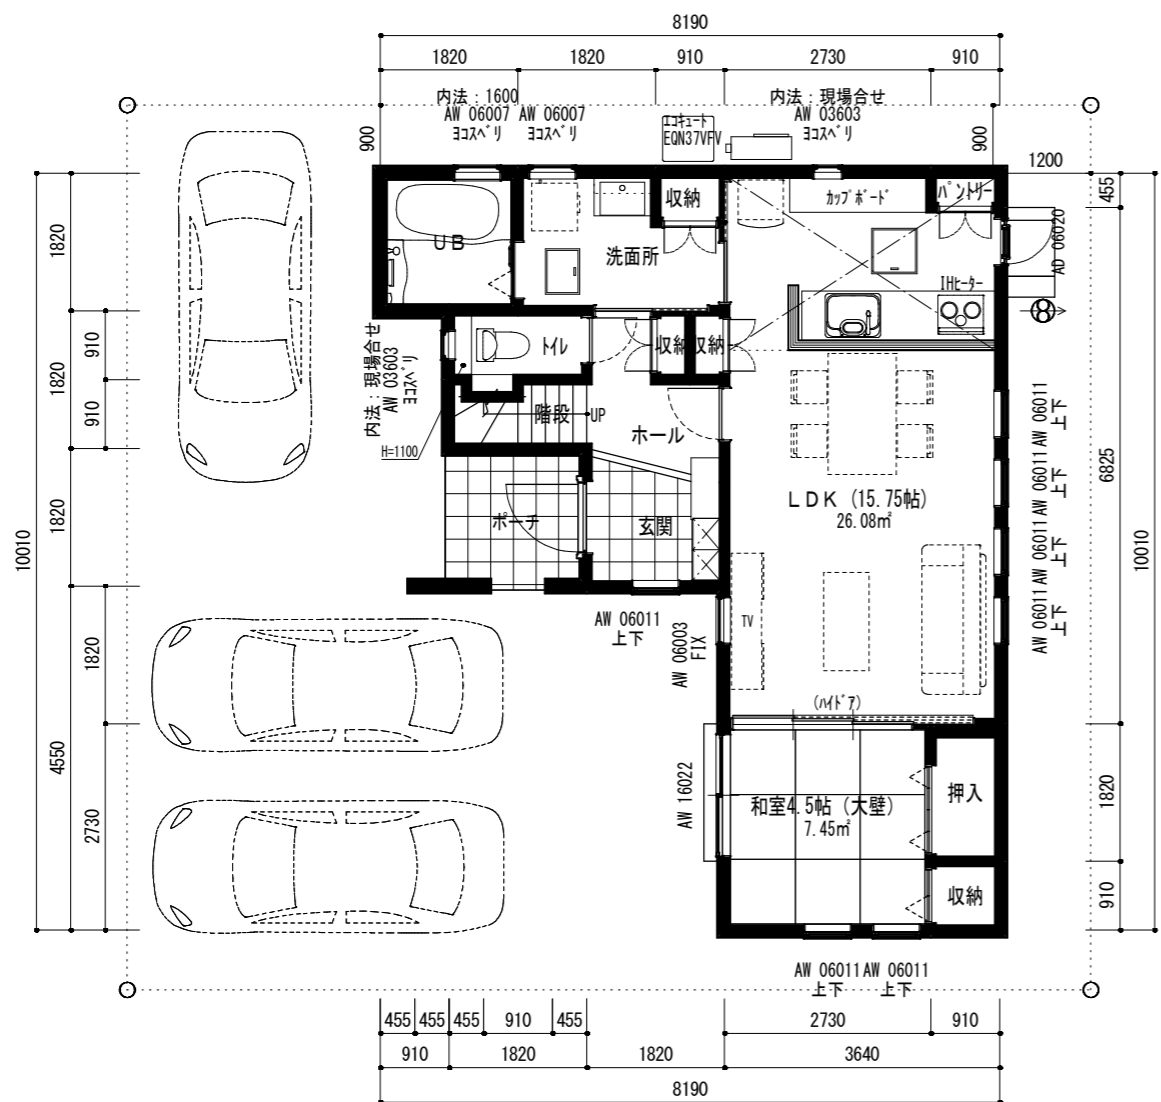 8190
1820
1820
910
2730
910
内法：1600
AW 06007
ﾖｺｽﾍﾞﾘ
AW 06007
ﾖｺｽﾍﾞﾘ
ｴｺｷｭｰﾄ
EQN37VFV
内法：現場合せ
AW 03603
ﾖｺｽﾍﾞﾘ
900
900
1200
455
1820
910
1820
910
1820
10010
1820
4550
2730
UB
洗面所
収納
ｶｯﾌﾟﾎﾞｰﾄﾞ
ﾊﾟﾝﾄﾘｰ
AD 06020
IHﾋｰﾀｰ
8
内法：現場合せ
AW 03603
ﾖｺｽﾍﾞﾘ
ﾄｲﾚ
収納
収納
階段
UP
H=1100
ホール
ポーチ
玄関
LDK (15.75帖)
26.08㎡
AW 06011
上下
AW 06011
上下
AW 06011
上下
AW 06011
上下
6825
10010
AW 06011
上下
AW 06003
FIX
TV
(ﾊｲﾄﾞｱ)
AW 16022
和室4.5帖（大壁）
7.45㎡
押入
収納
1820
910
AW 06011
上下
AW 06011
上下
455
455
455
910
455
2730
910
910
1820
1820
3640
8190